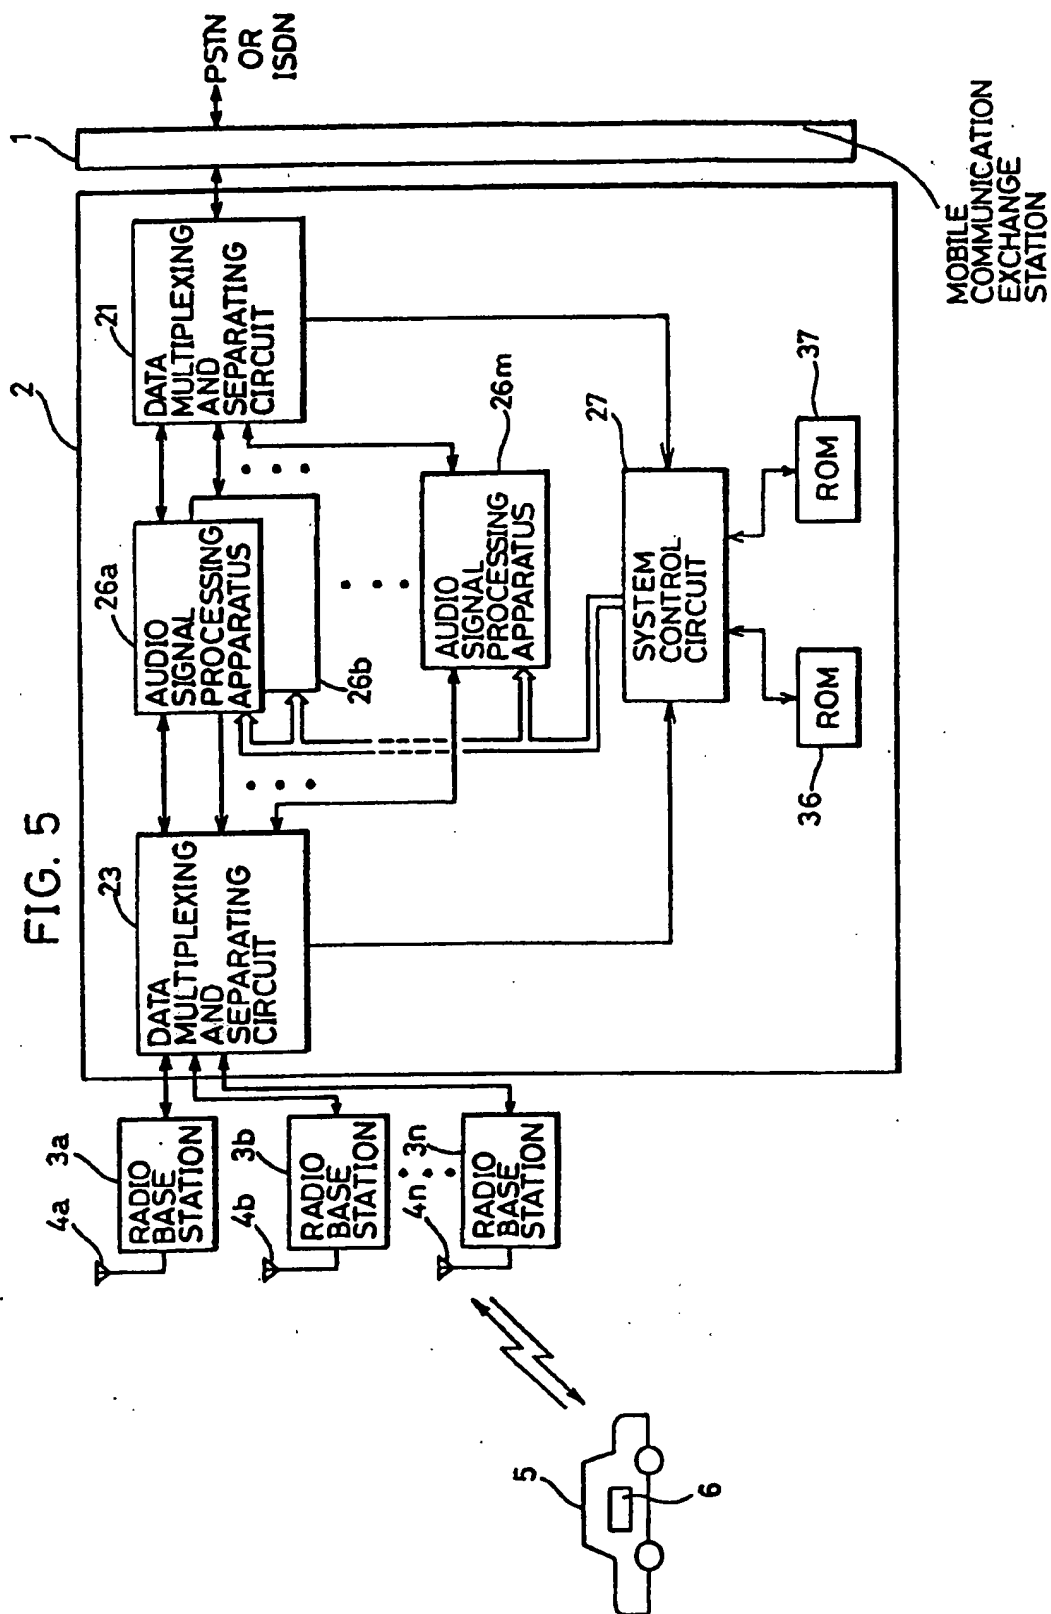 FIG. 5
1
PSTN
OR
ISDN
2
21
DATA
MULTIPLEXING
AND
SEPARATING
CIRCUIT
26a
AUDIO
SIGNAL
PROCESSING
APPARATUS
26b
26m
AUDIO
SIGNAL
PROCESSING
APPARATUS
23
DATA
MULTIPLEXING
AND
SEPARATING
CIRCUIT
27
SYSTEM
CONTROL
CIRCUIT
36
ROM
37
ROM
MOBILE
COMMUNICATION
EXCHANGE
STATION
4a
3a
RADIO
BASE
STATION
4b
3b
RADIO
BASE
STATION
4n
3n
RADIO
BASE
STATION
5
6